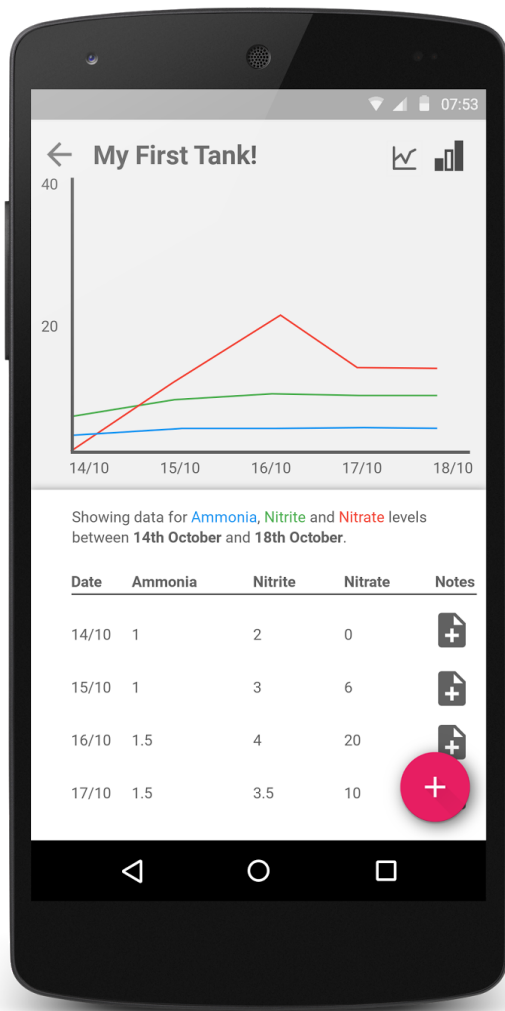 07:53
My First Tank!
40
20
14/10 15/10 16/10 17/10 18/10
Showing data for Ammonia, Nitrite and Nitrate levels
between 14th October and 18th October.
Date Ammonia Nitrite Nitrate Notes
14/10 1 2 0
15/10 1 3 6
16/10 1.5 4 20
17/10 1.5 3.5 10